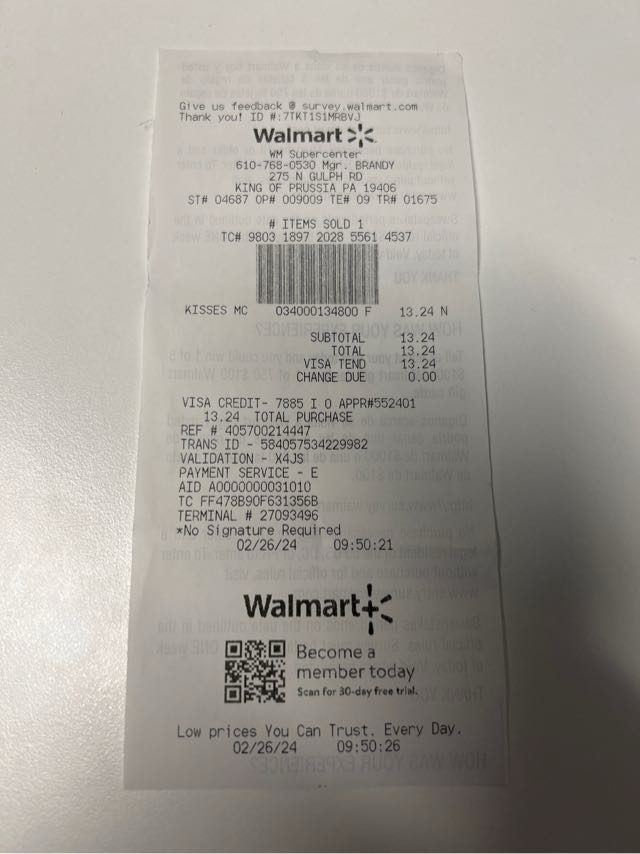 Give us feedback @ survey.walmart.com
Thank you! ID #:7TKT1S1MRBVJ
Walmart
WM Supercenter
610-768-0530 Mgr. BRANDY
275 N GULPH RD
KING OF PRUSSIA PA 19406
ST# 04687 OP# 009009 TE# 09 TR# 01675
# ITEMS SOLD 1
TC# 9803 1897 2028 5561 4537
KISSES MC 034000134800 F 13.24 N
SUBTOTAL 13.24
TOTAL 13.24
VISA TEND 13.24
CHANGE DUE 0.00
VISA CREDIT- 7885 I 0 APPR#552401
13.24 TOTAL PURCHASE
REF # 405700214447
TRANS ID - 584057534229982
VALIDATION - X4JS
PAYMENT SERVICE - E
AID A0000000031010
TC FF478B90F631356B
TERMINAL # 27093496
*No Signature Required
02/26/24 09:50:21
Walmart+
Become a
member today
Scan for 30-day free trial.
Low prices You Can Trust. Every Day.
02/26/24 09:50:26